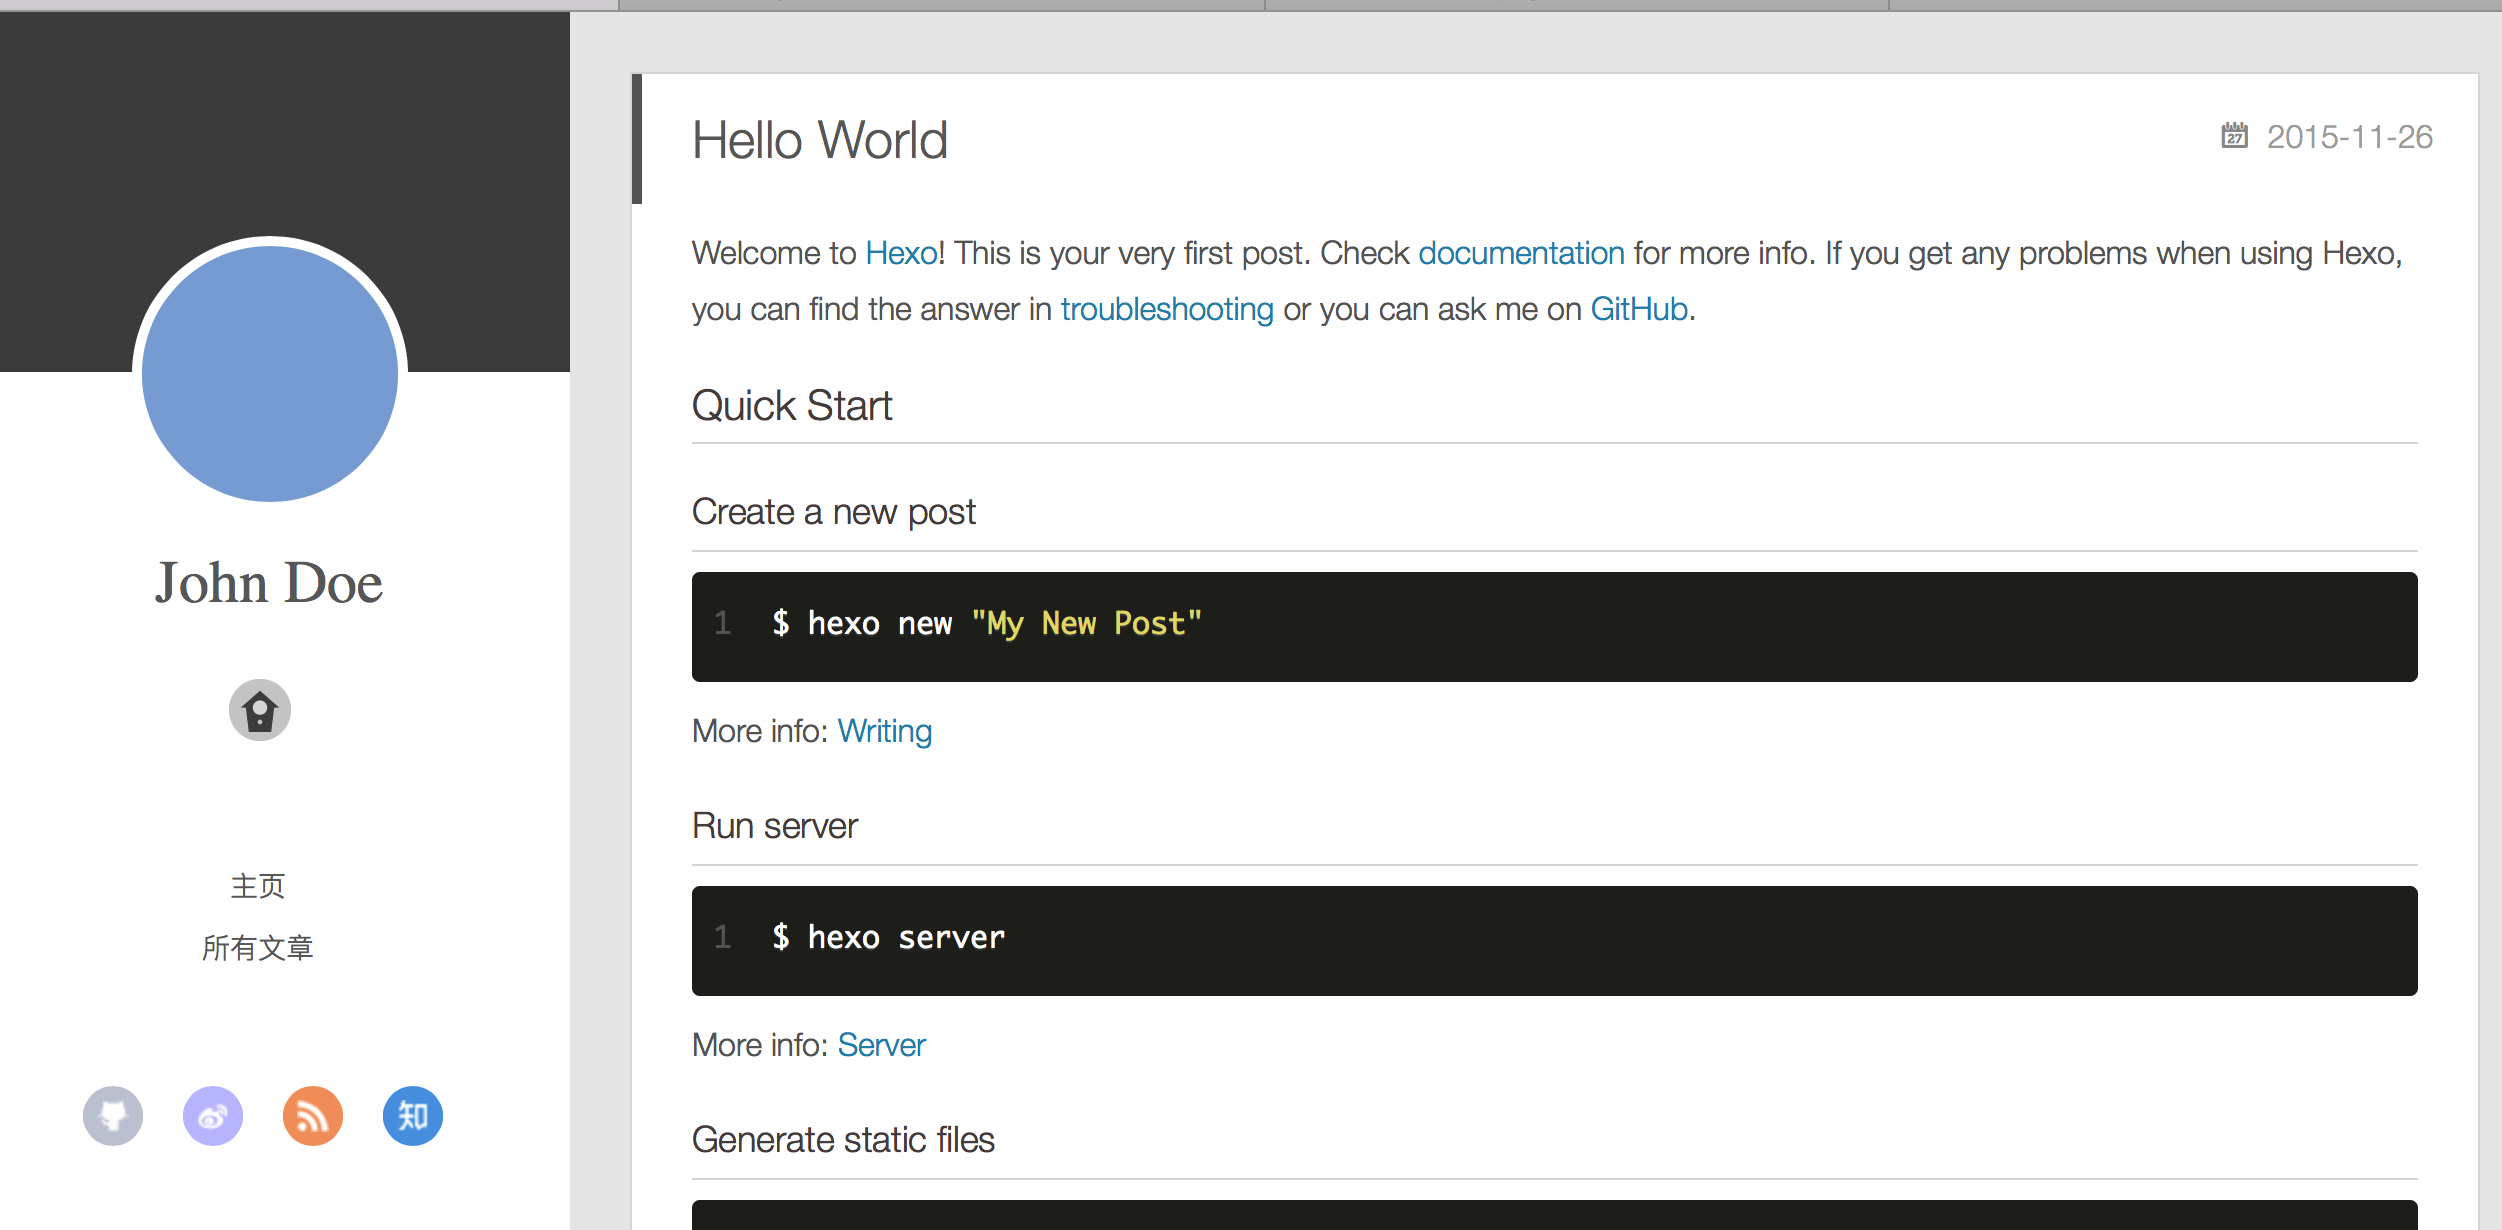 John Doe
主页
所有文章
知
Hello World
27 2015-11-26
Welcome to Hexo! This is your very first post. Check documentation for more info. If you get any problems when using Hexo,
you can find the answer in troubleshooting or you can ask me on GitHub.
Quick Start
Create a new post
1 $ hexo new "My New Post"
More info: Writing
Run server
1 $ hexo server
More info: Server
Generate static files